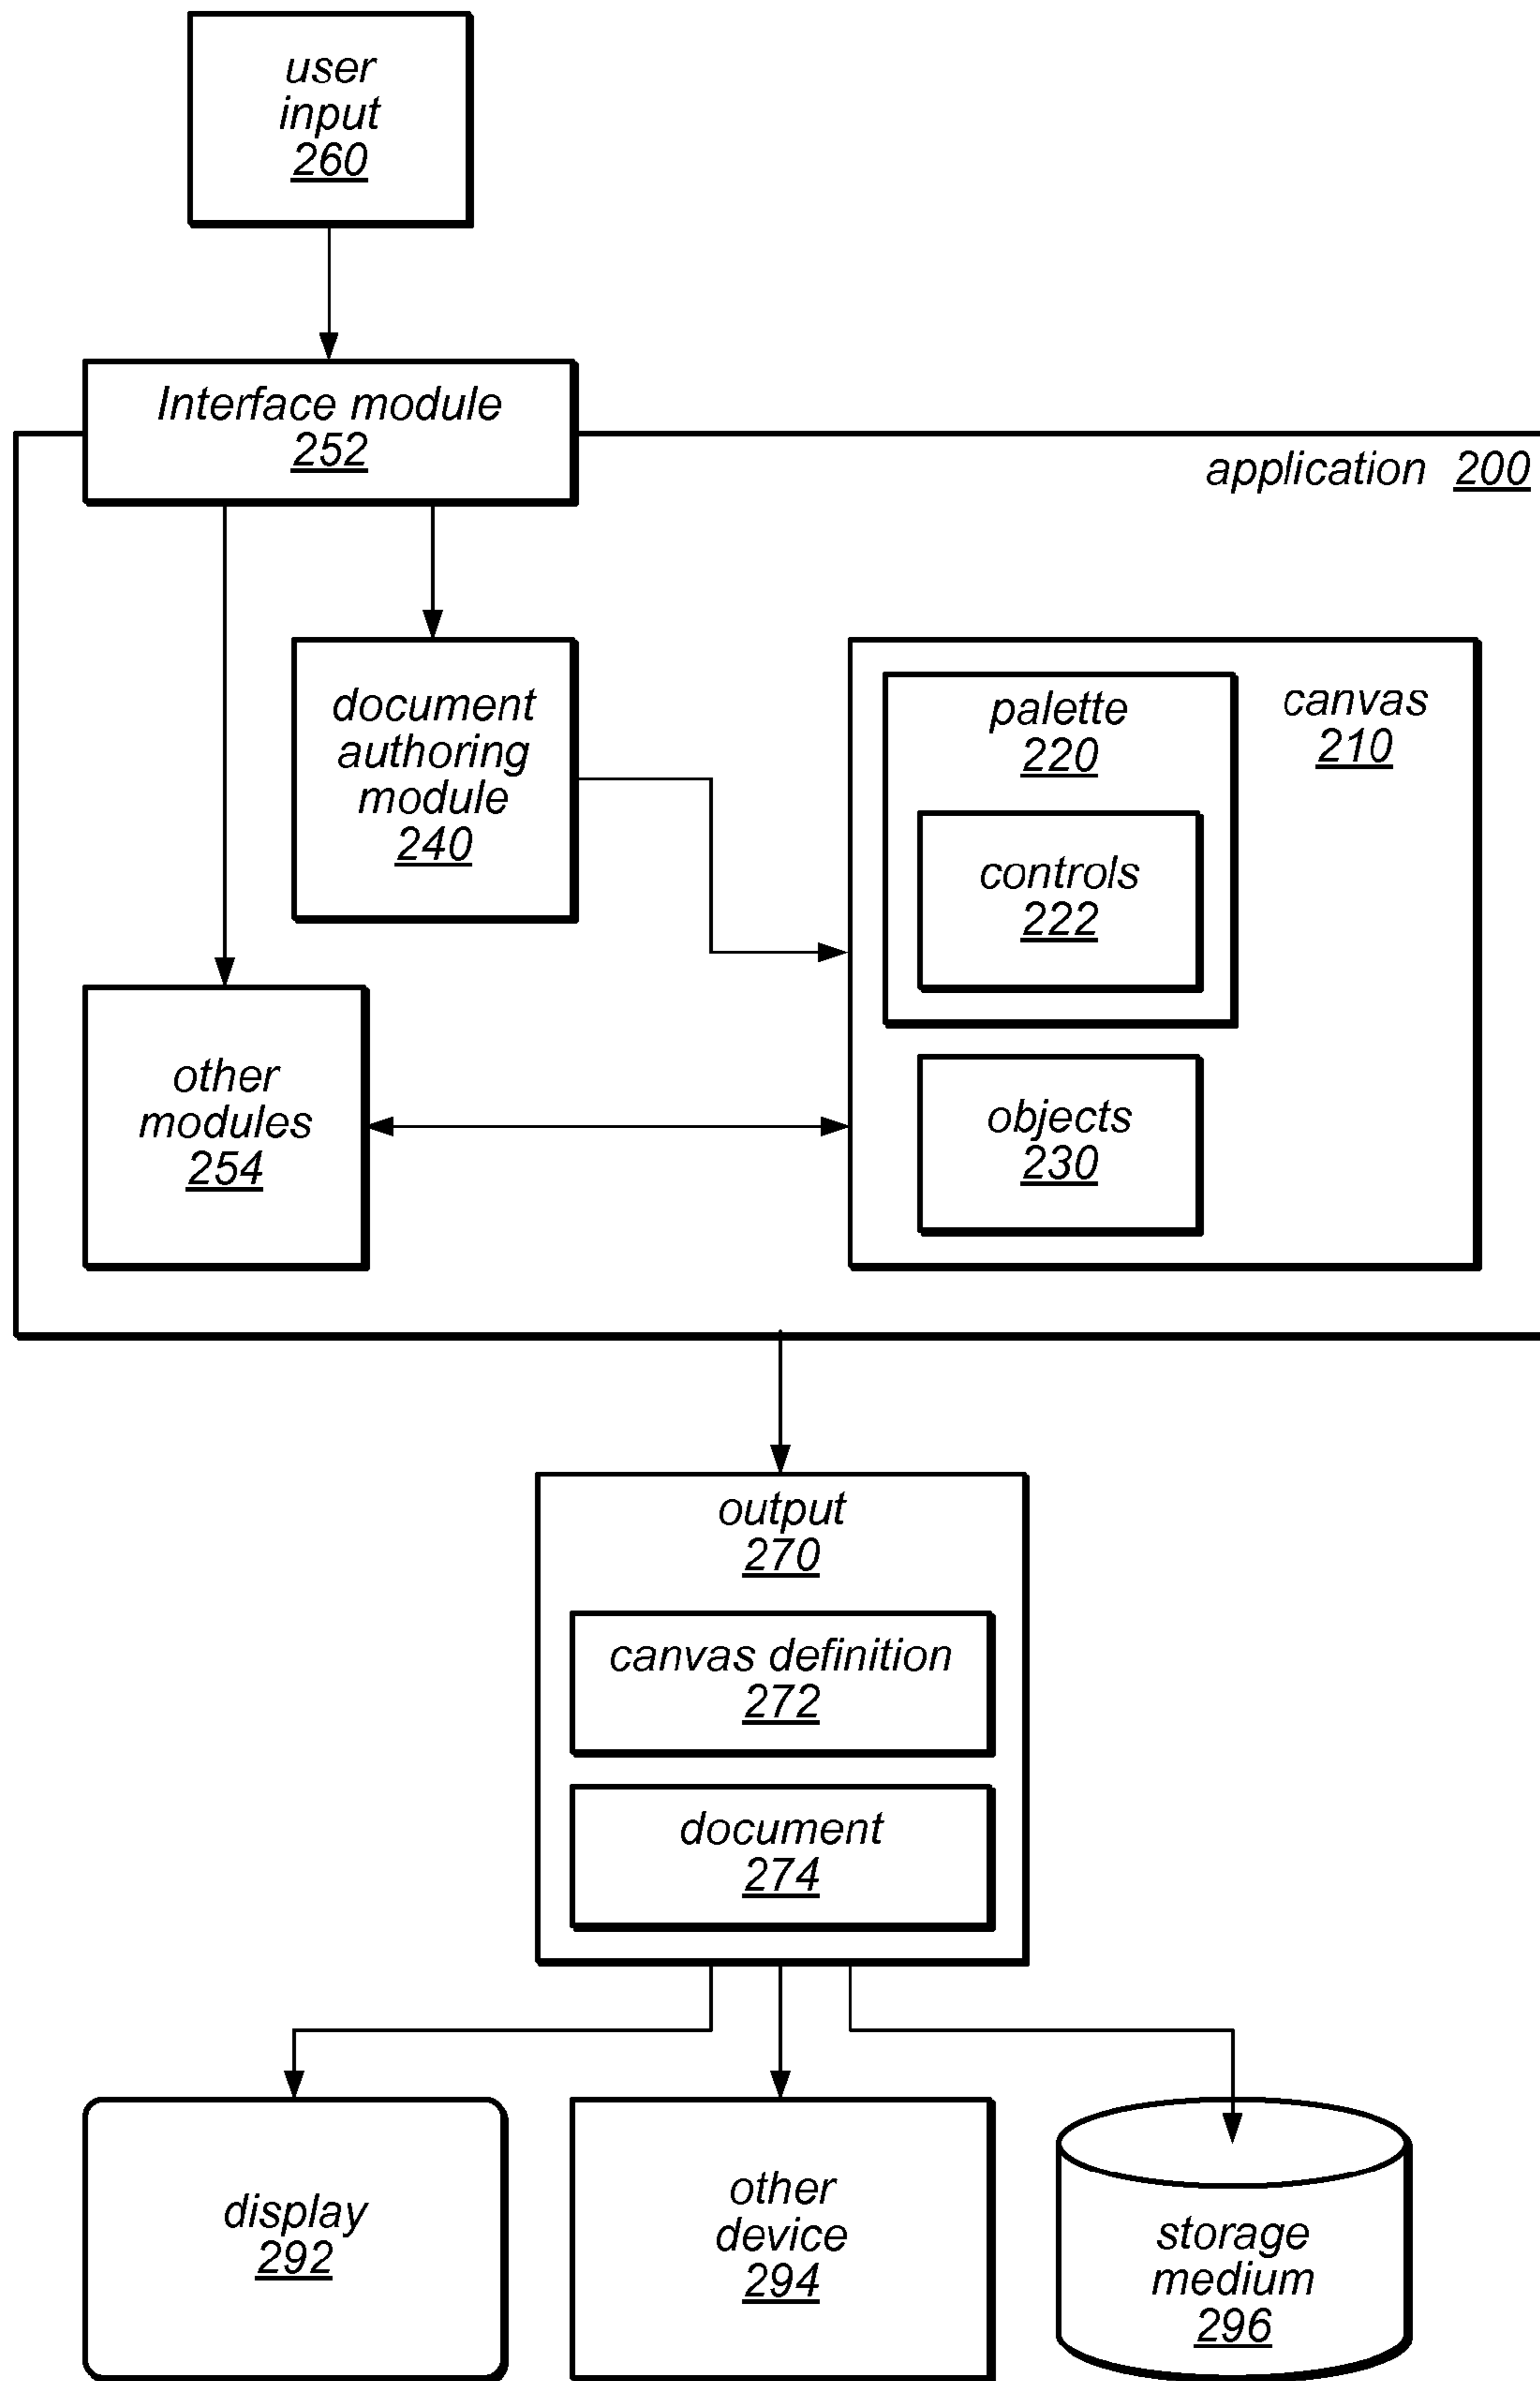 user
input
260
Interface module
252
application 200
document
authoring
module
240
palette
220
canvas
210
controls
222
other
modules
254
objects
230
output
270
canvas definition
272
document
274
display
292
other
device
294
storage
medium
296